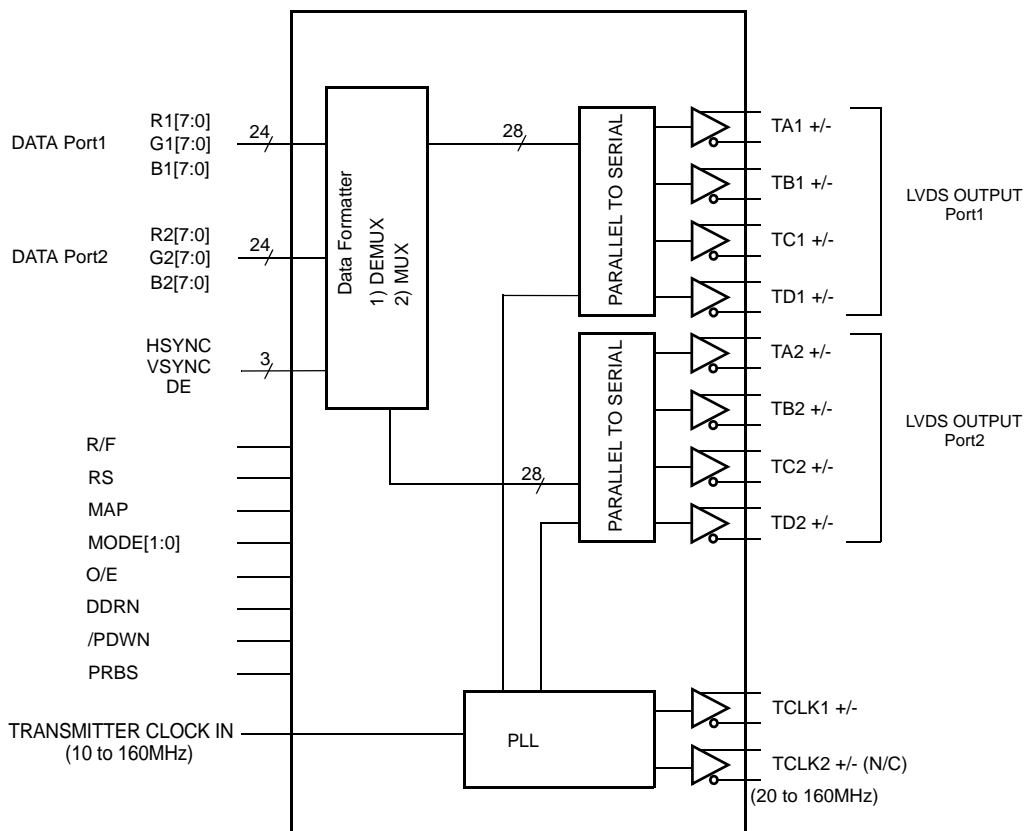 DATA Port1
R1[7:0]
G1[7:0]
B1[7:0]
24
DATA Port2
R2[7:0]
G2[7:0]
B2[7:0]
24
HSYNC
VSYNC
DE
3
Data Formatter
1) DEMUX
2) MUX
28
28
PARALLEL TO SERIAL
PARALLEL TO SERIAL
TA1 +/-
TB1 +/-
TC1 +/-
TD1 +/-
LVDS OUTPUT
Port1
TA2 +/-
TB2 +/-
TC2 +/-
TD2 +/-
LVDS OUTPUT
Port2
R/F
RS
MAP
MODE[1:0]
O/E
DDRN
/PDWN
PRBS
TRANSMITTER CLOCK IN
(10 to 160MHz)
PLL
TCLK1 +/-
TCLK2 +/- (N/C)
(20 to 160MHz)